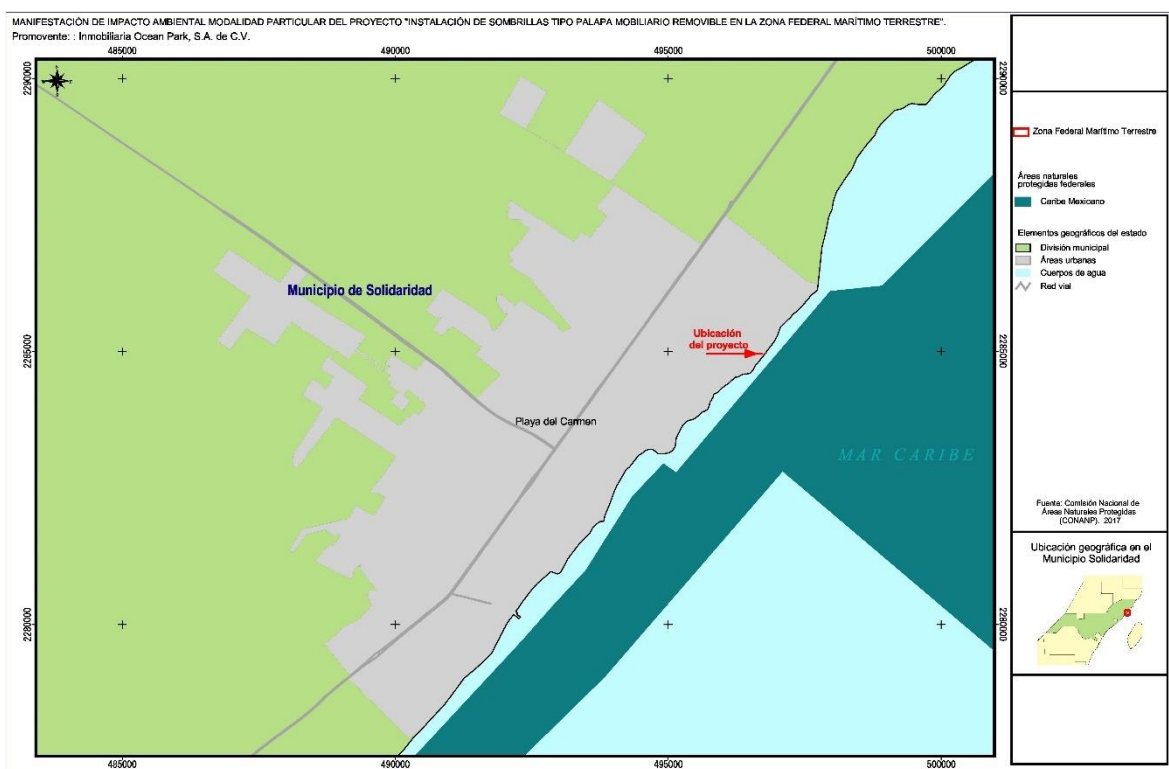 MANIFESTACIÓN DE IMPACTO AMBIENTAL MODALIDAD PARTICULAR DEL PROYECTO "INSTALACIÓN DE SOMBRILLAS TIPO PALAPA MOBILIARIO REMOVIBLE EN LA ZONA FEDERAL MARÍTIMO TERRESTRE".
Promovente: : Inmobiliaria Ocean Park, S.A. de C.V.
485000 490000 495000 500000
2290000 2290000
Municipio de Solidaridad
Ubicación
del proyecto
2285000 2285000
Playa del Carmen
MAR CARIBE
2280000 2280000
485000 490000 495000 500000
Zona Federal Marítimo Terrestre
Áreas naturales
protegidas federales
Caribe Mexicano
Elementos geográficos del estado
División municipal
Áreas urbanas
Cuerpos de agua
Red vial
Fuente: Comisión Nacional de
Áreas Naturales Protegidas
(CONANP). 2017
Ubicación geográfica en el
Municipio Solidaridad